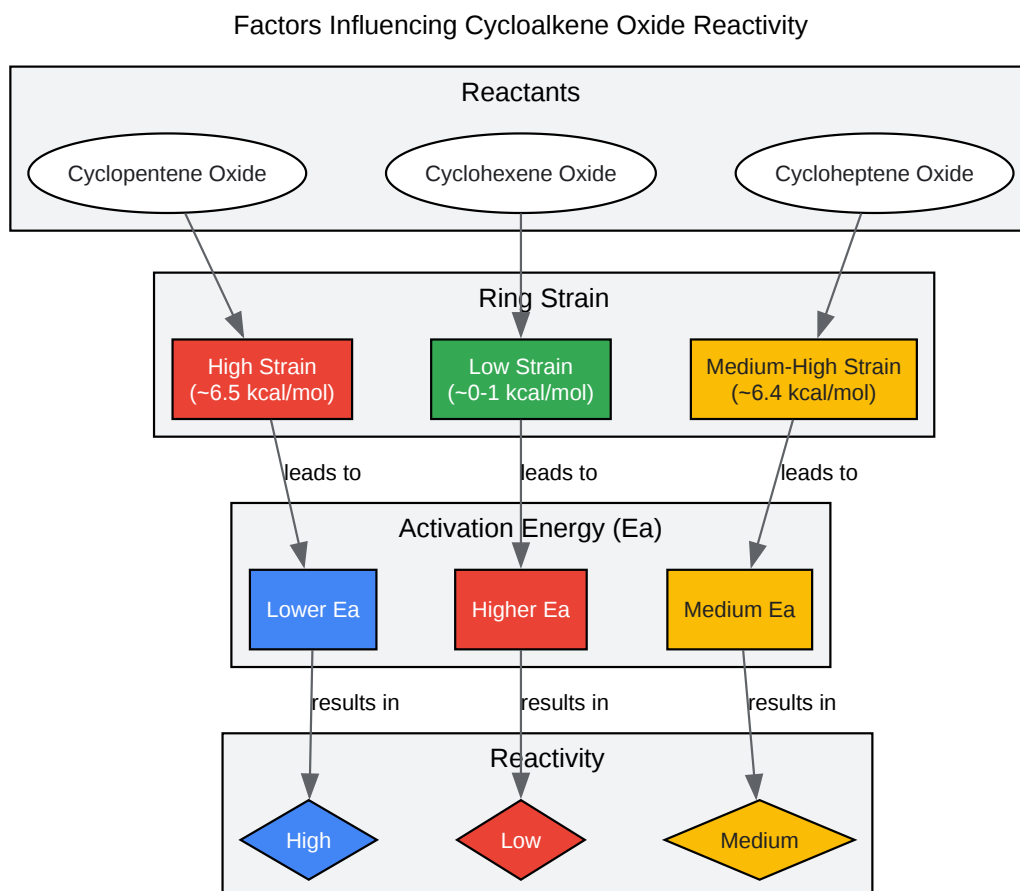 Factors Influencing Cycloalkene Oxide Reactivity
Reactants
Cyclopentene Oxide
Cyclohexene Oxide
Cycloheptene Oxide
Ring Strain
High Strain
(~6.5 kcal/mol)
Low Strain
(~0-1 kcal/mol)
Medium-High Strain
(~6.4 kcal/mol)
leads to
leads to
leads to
Activation Energy (Ea)
Lower Ea
Higher Ea
Medium Ea
results in
results in
results in
Reactivity
High
Low
Medium